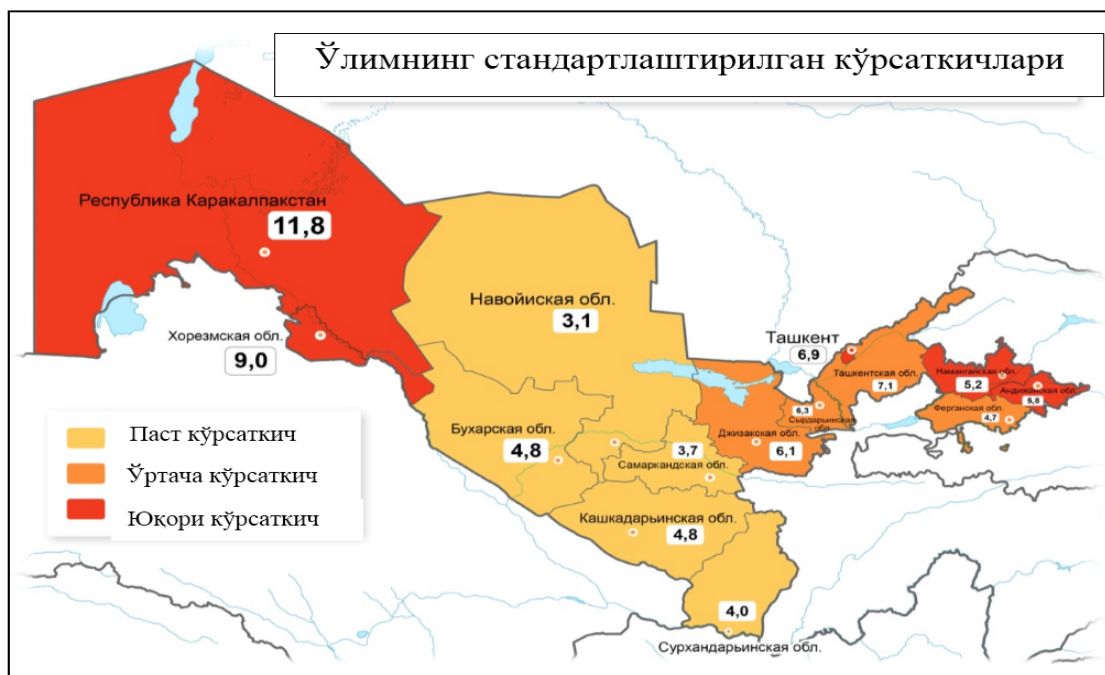 Ўлимнинг стандартлаштирилган кўрсаткичлари
Республика Каракалпакстан
11,8
Навойиская обл.
3,1
Хорезмская обл.
9,0
Ташкент
6,9
Ташкентская обл.
7,1
Наманганская обл.
5,2
Андижанская обл.
5,8
Ферганская обл.
4,7
6,3
Сырдарьинская обл.
Джизакская обл.
6,1
Бухарская обл.
4,8
3,7
Самаркандская обл.
Кашкадарьинская обл.
4,8
4,0
Сурхандарьинская обл.
Паст кўрсаткич
Ўртача кўрсаткич
Юқори кўрсаткич